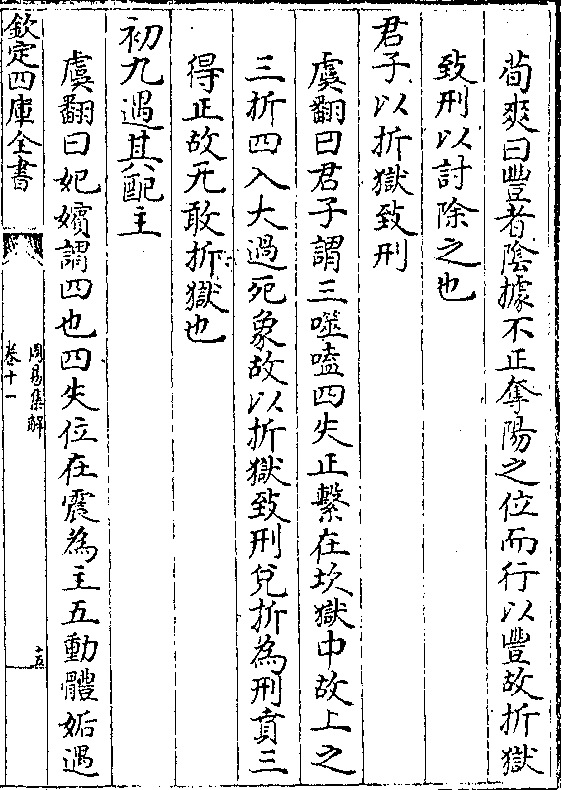 荀爽曰豐者陰據不正奪陽之位而行以豐故折獄
致刑以討除之也
君子以折獄致刑
虞翻曰君子謂三噬嗑四失正繫在坎獄中故上之
三折四入大過死象故以折獄致刑兌折為刑賁三
得正故无敢折獄也
初九遇其配主
虞翻曰妃嬪謂四也四失位在震為主五動體姤遇
欽定四庫全書
周易集解
卷十一
十五